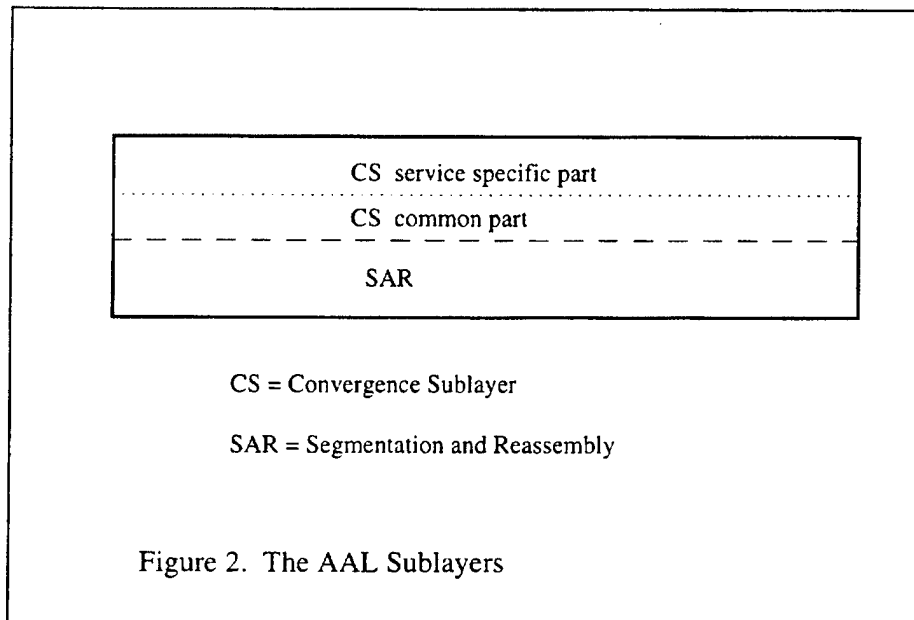 CS service specific part
CS common part
SAR
CS = Convergence Sublayer
SAR = Segmentation and Reassembly
Figure 2. The AAL Sublayers